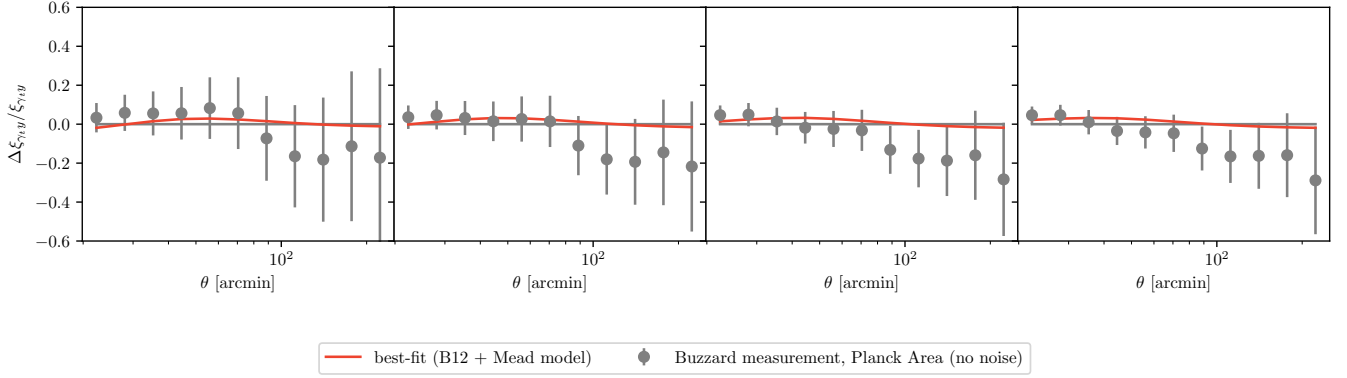 0.6
0.4
0.2
0.0
−0.2
−0.4
−0.6
Δξγty/ξγty
10² 10² 10² 10²
θ [arcmin] θ [arcmin] θ [arcmin] θ [arcmin]
best-fit (B12 + Mead model) Buzzard measurement, Planck Area (no noise)